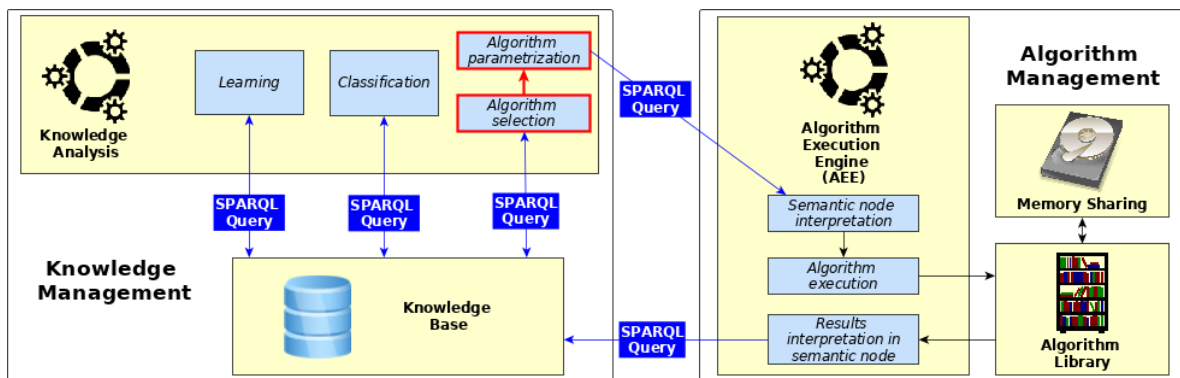 Knowledge
Analysis
Learning
Classification
Algorithm
parametrization
Algorithm
selection
SPARQL
Query
SPARQL
Query
SPARQL
Query
SPARQL
Query
Knowledge
Management
Knowledge
Base
SPARQL
Query
Algorithm
Execution
Engine
(AEE)
Semantic node
interpretation
Algorithm
execution
Results
interpretation in
semantic node
Algorithm
Management
Memory Sharing
Algorithm
Library